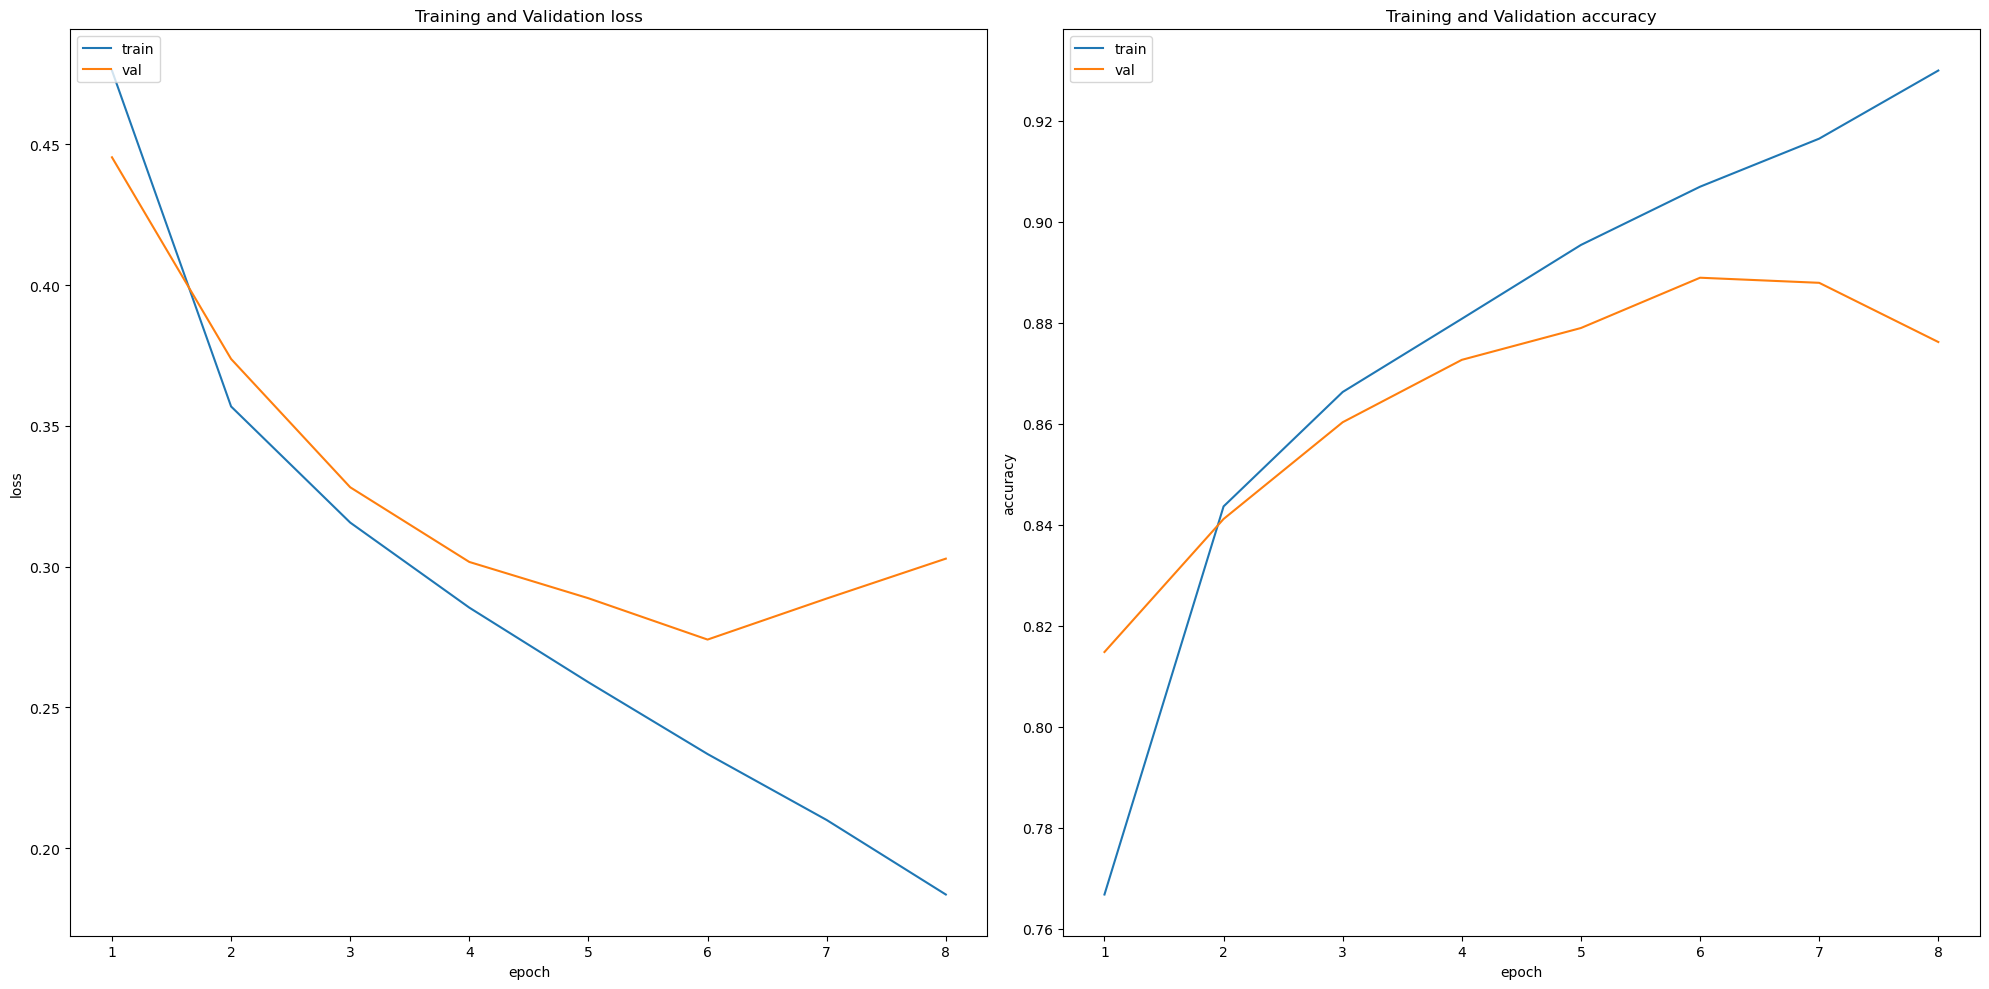 Training and Validation loss
train
val
loss
0.45
0.40
0.35
0.30
0.25
0.20
1 2 3 4 5 6 7 8
epoch
Training and Validation accuracy
train
val
accuracy
0.92
0.90
0.88
0.86
0.84
0.82
0.80
0.78
0.76
1 2 3 4 5 6 7 8
epoch